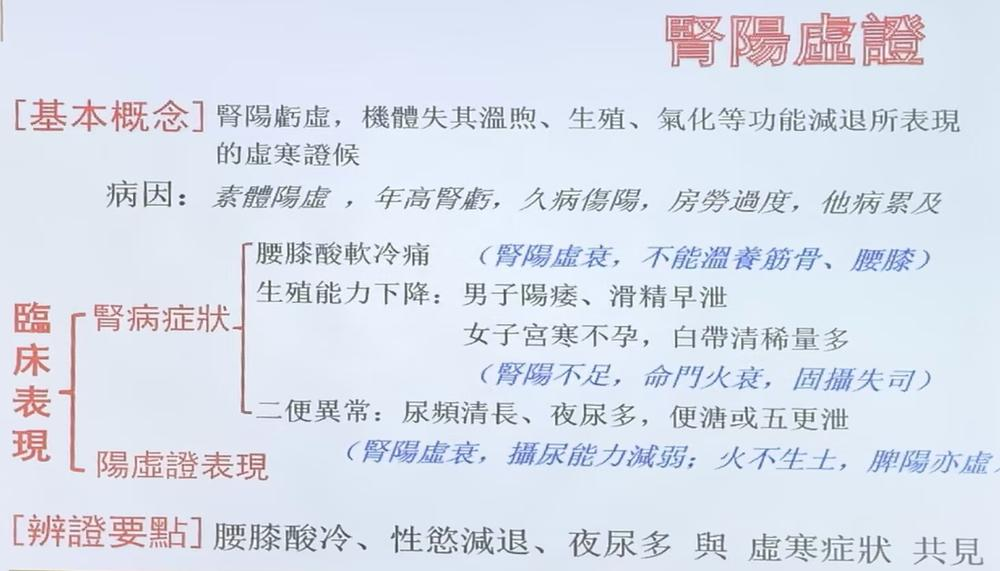 腎陽虛證
[基本概念] 腎陽虧虛，機體失其溫煦、生殖、氣化等功能減退所表現
的虛寒證候
病因：素體陽虛，年高腎虧，久病傷陽，房勞過度，他病累及
臨床表現
腎病症狀
腰膝酸軟冷痛（腎陽虛衰，不能溫養筋骨、腰膝）
生殖能力下降：男子陽痿、滑精早泄
女子宮寒不孕，白帶清稀量多
（腎陽不足，命門火衰，固攝失司）
二便異常：尿頻清長、夜尿多，便溏或五更泄
（腎陽虛衰，攝尿能力減弱；火不生土，脾陽亦虛
陽虛證表現
[辨證要點] 腰膝酸冷、性慾減退、夜尿多 與 虛寒症狀 共見